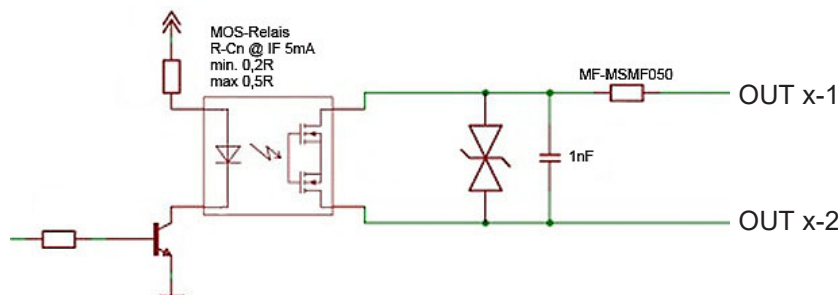 MOS-Relais
R-Cn @ IF 5mA
min. 0,2R
max 0,5R
MF-MSMF050
OUT x-1
1nF
OUT x-2